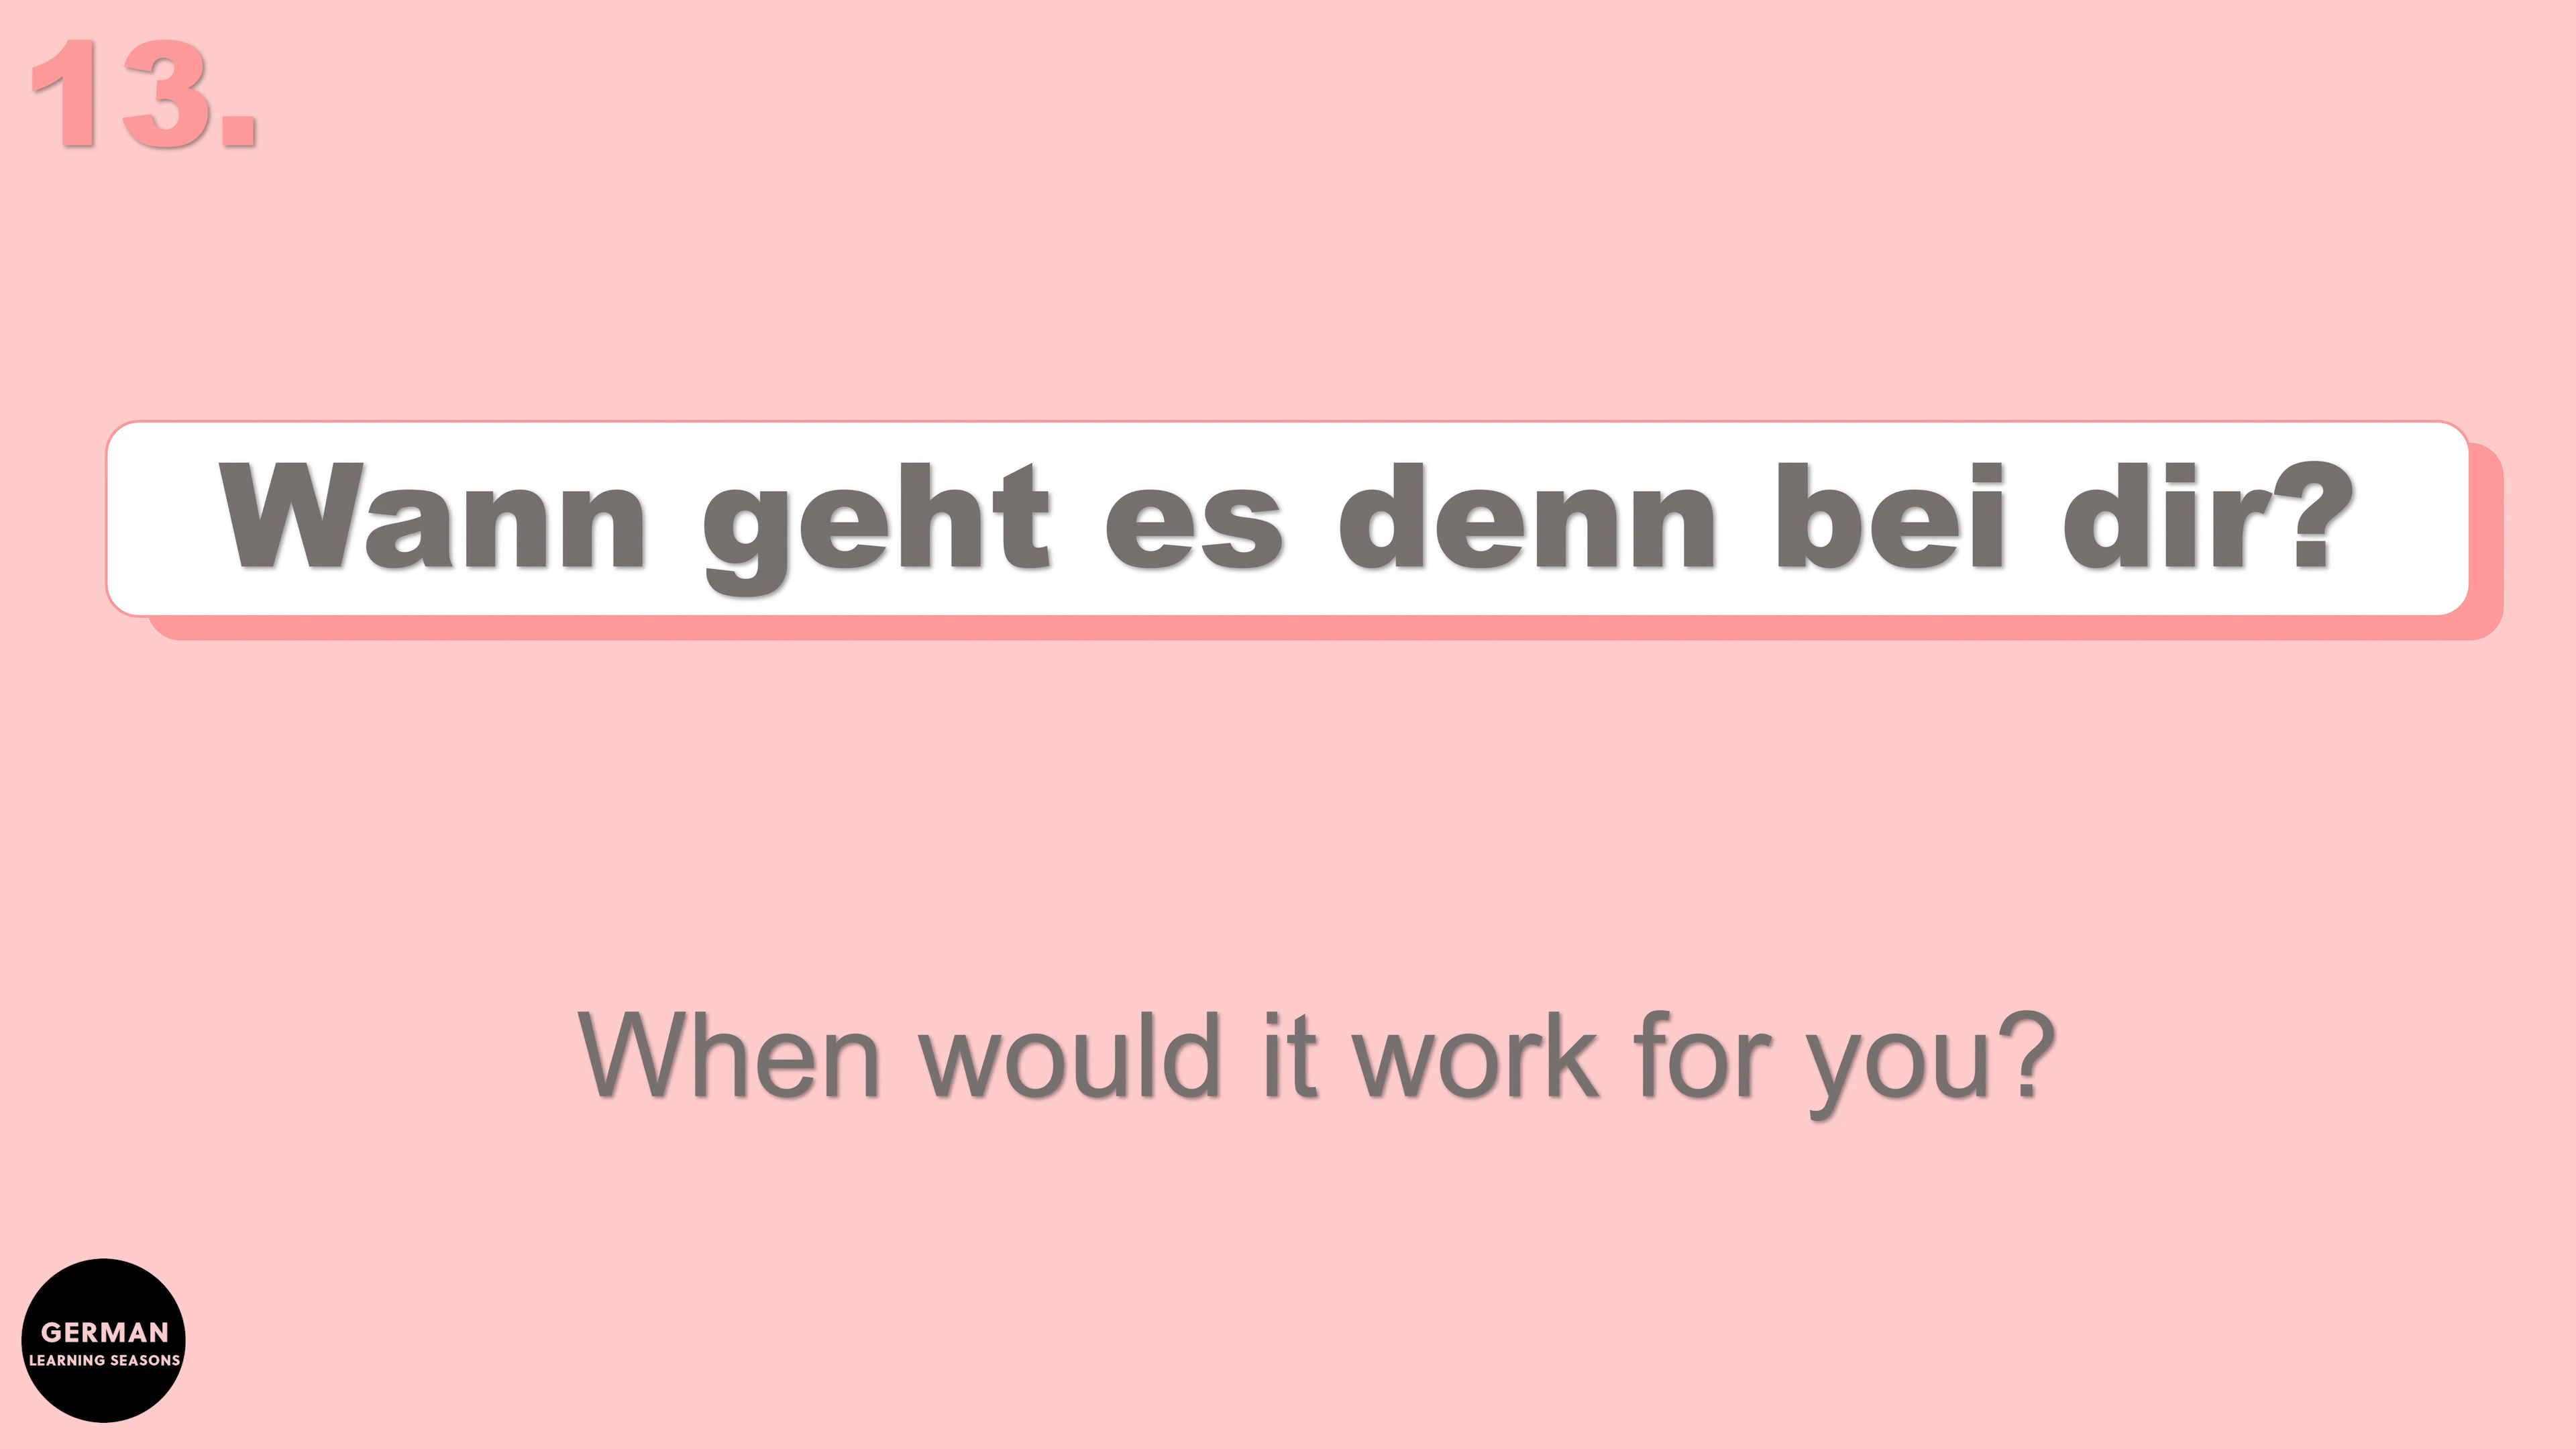 13.
Wann geht es denn bei dir?
When would it work for you?
GERMAN
LEARNING SEASONS